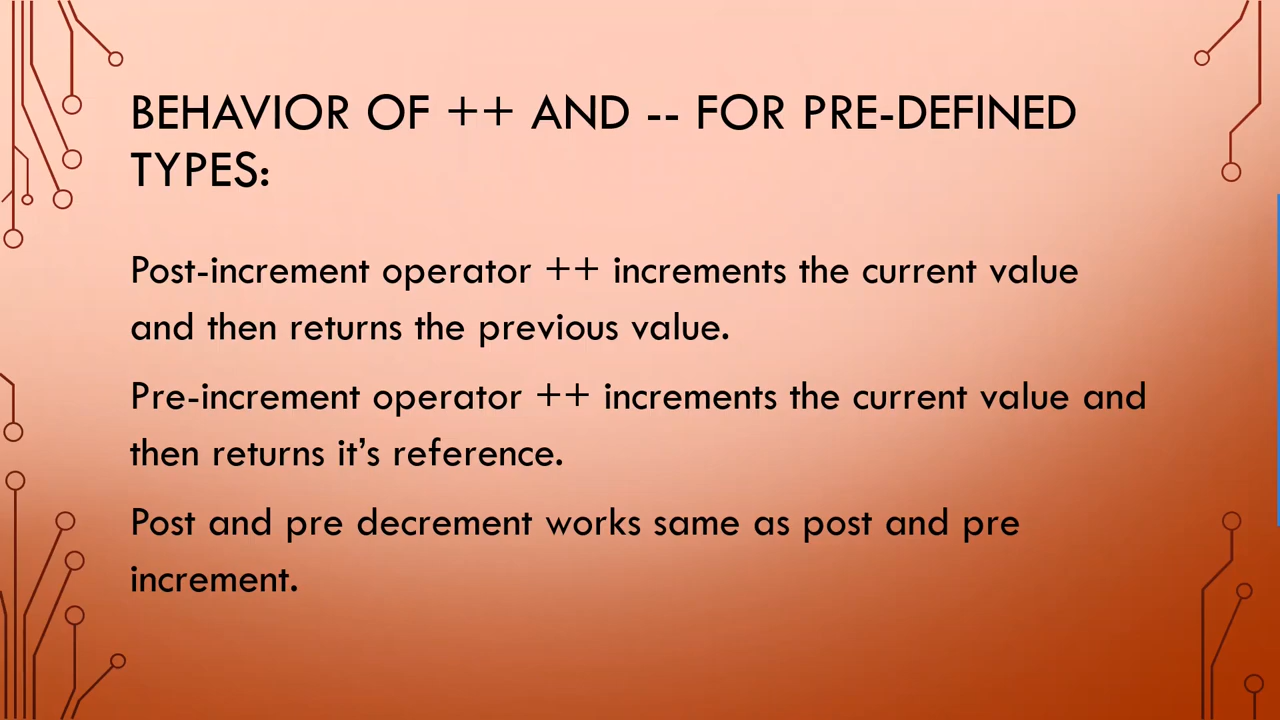 BEHAVIOR OF ++ AND -- FOR PRE-DEFINED
TYPES:
Post-increment operator ++ increments the current value
and then returns the previous value.
Pre-increment operator ++ increments the current value and
then returns it’s reference.
Post and pre decrement works same as post and pre
increment.